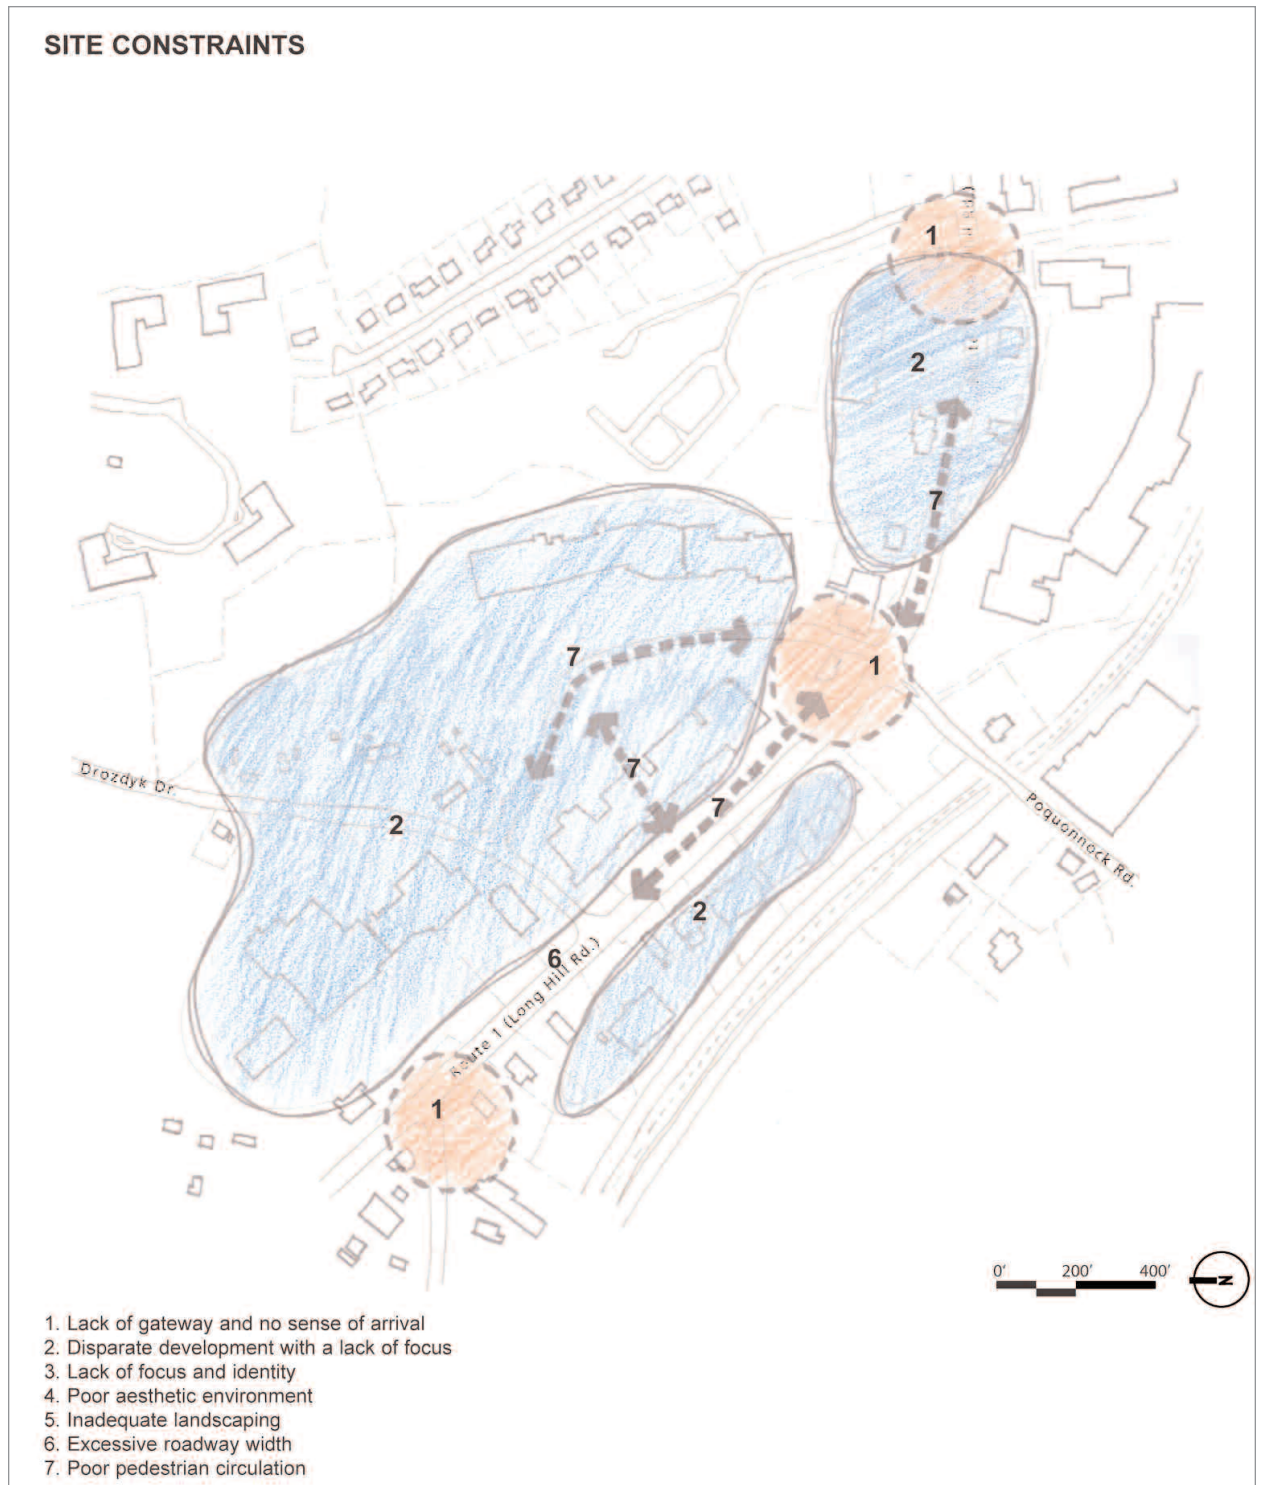 SITE CONSTRAINTS
1
2
7
1
7
7
7
Drozdyk Dr.
2
Poquonnock Rd.
2
6
Route 1 (Long Hill Rd.)
1
0' 200' 400'
N
1. Lack of gateway and no sense of arrival
2. Disparate development with a lack of focus
3. Lack of focus and identity
4. Poor aesthetic environment
5. Inadequate landscaping
6. Excessive roadway width
7. Poor pedestrian circulation